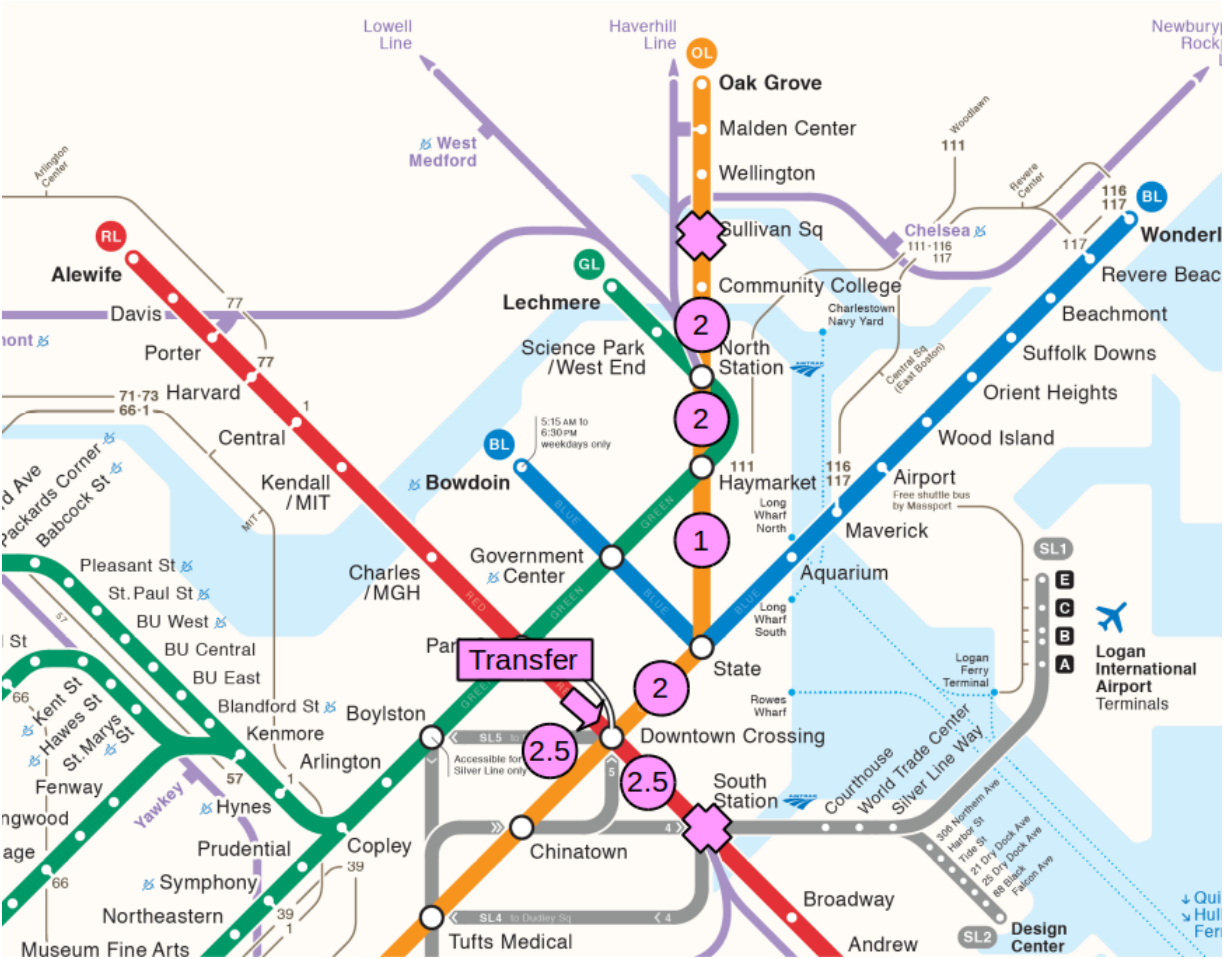 Lowell
Line
Haverhill
Line
OL
Oak Grove
Malden Center
Wellington
Sullivan Sq
Community College
2
North
Station
2
Haymarket
1
State
2
Downtown Crossing
Transfer
2.5
2.5
South
Station
West
Medford
Arlington
Center
Woodlawn
111
Revere
Center
116
117
BL
Chelsea
111-116
117
117
Revere Beac
Beachmont
Suffolk Downs
Orient Heights
Wood Island
Airport
Free shuttle bus
by Massport
Maverick
Aquarium
Charlestown
Navy Yard
Central Sq
(East Boston)
AMTRAK
111
116
117
Long
Wharf
North
Long
Wharf
South
Rowes
Wharf
Logan
Ferry
Terminal
SL1
E
C
B
A
Logan
International
Airport
Terminals
RL
Alewife
Davis
77
Porter
77
Harvard
71-73
66-1
1
Central
Kendall
/MIT
MIT
Charles
/MGH
RED
GL
Lechmere
Science Park
/West End
5:15 AM to
6:30 PM
weekdays only
BL
Bowdoin
BLUE
GREEN
Government
Center
BLUE
GREEN
BLUE
GREEN
Packards Corner
Babcock St
Pleasant St
St.Paul St
57
BU West
BU Central
BU East
Blandford St
Kenmore
66
Kent St
Hawes St
St.Marys
St
Fenway
Yawkey
57
Hynes
1
Boylston
Arlington
SL5
Accessible for
Silver Line only
5
Copley
Prudential
39
Symphony
39
1
Northeastern
Museum Fine Arts
66
Chinatown
4
SL4 to Dudley Sq
4
Tufts Medical
AMTRAK
Courthouse
World Trade Center
Silver Line Way
306 Northern Ave
Harbor St
Tide St
21 Dry Dock Ave
25 Dry Dock Ave
88 Black
Falcon Ave
SL2
Design
Center
Broadway
Andrew